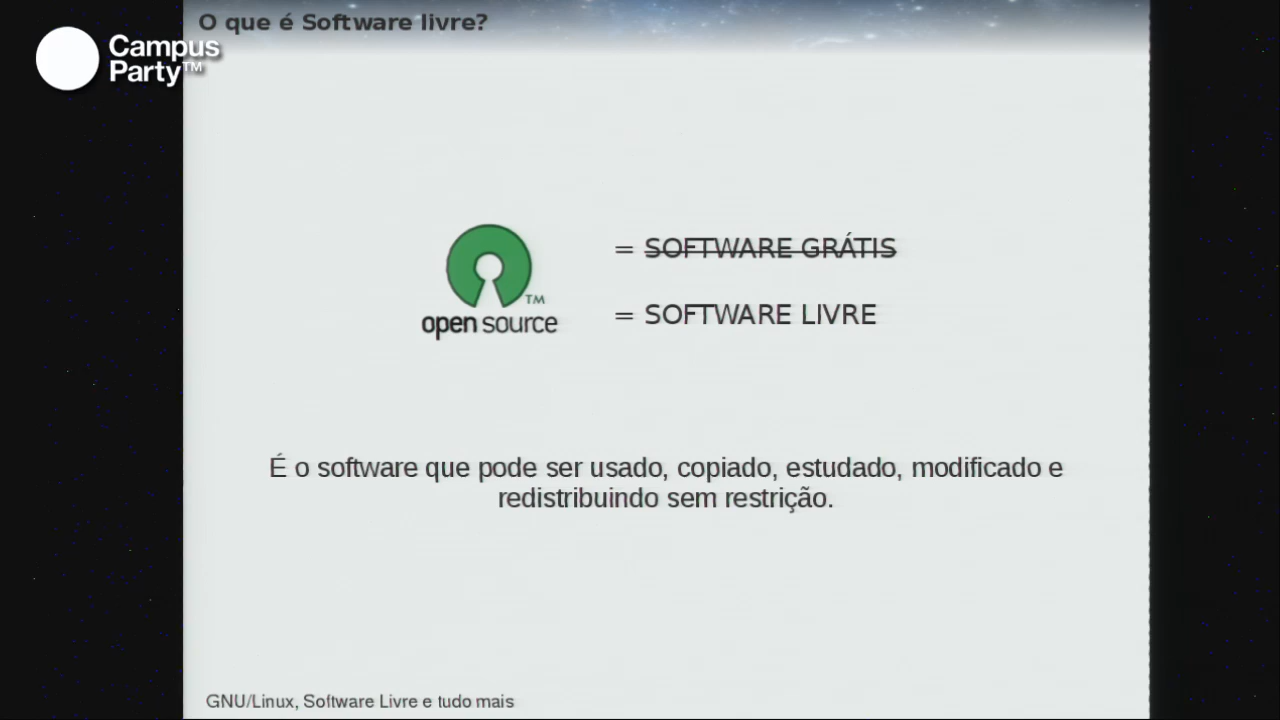 O que é Software livre?
Campus
Party™
= SOFTWARE GRÁTIS
= SOFTWARE LIVRE
TM
open source
É o software que pode ser usado, copiado, estudado, modificado e
redistribuindo sem restrição.
GNU/Linux, Software Livre e tudo mais